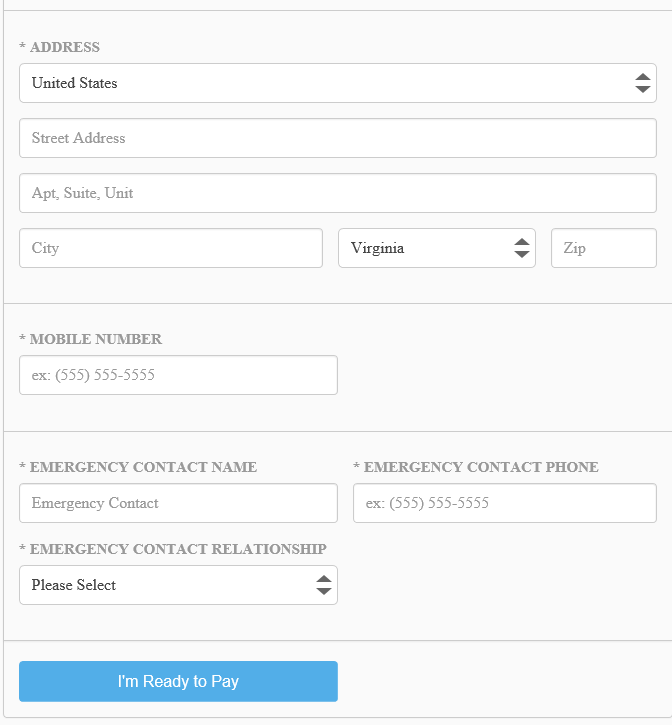 * ADDRESS
United States
Street Address
Apt, Suite, Unit
City Virginia Zip
* MOBILE NUMBER
ex: (555) 555-5555
* EMERGENCY CONTACT NAME * EMERGENCY CONTACT PHONE
Emergency Contact ex: (555) 555-5555
* EMERGENCY CONTACT RELATIONSHIP
Please Select
I'm Ready to Pay